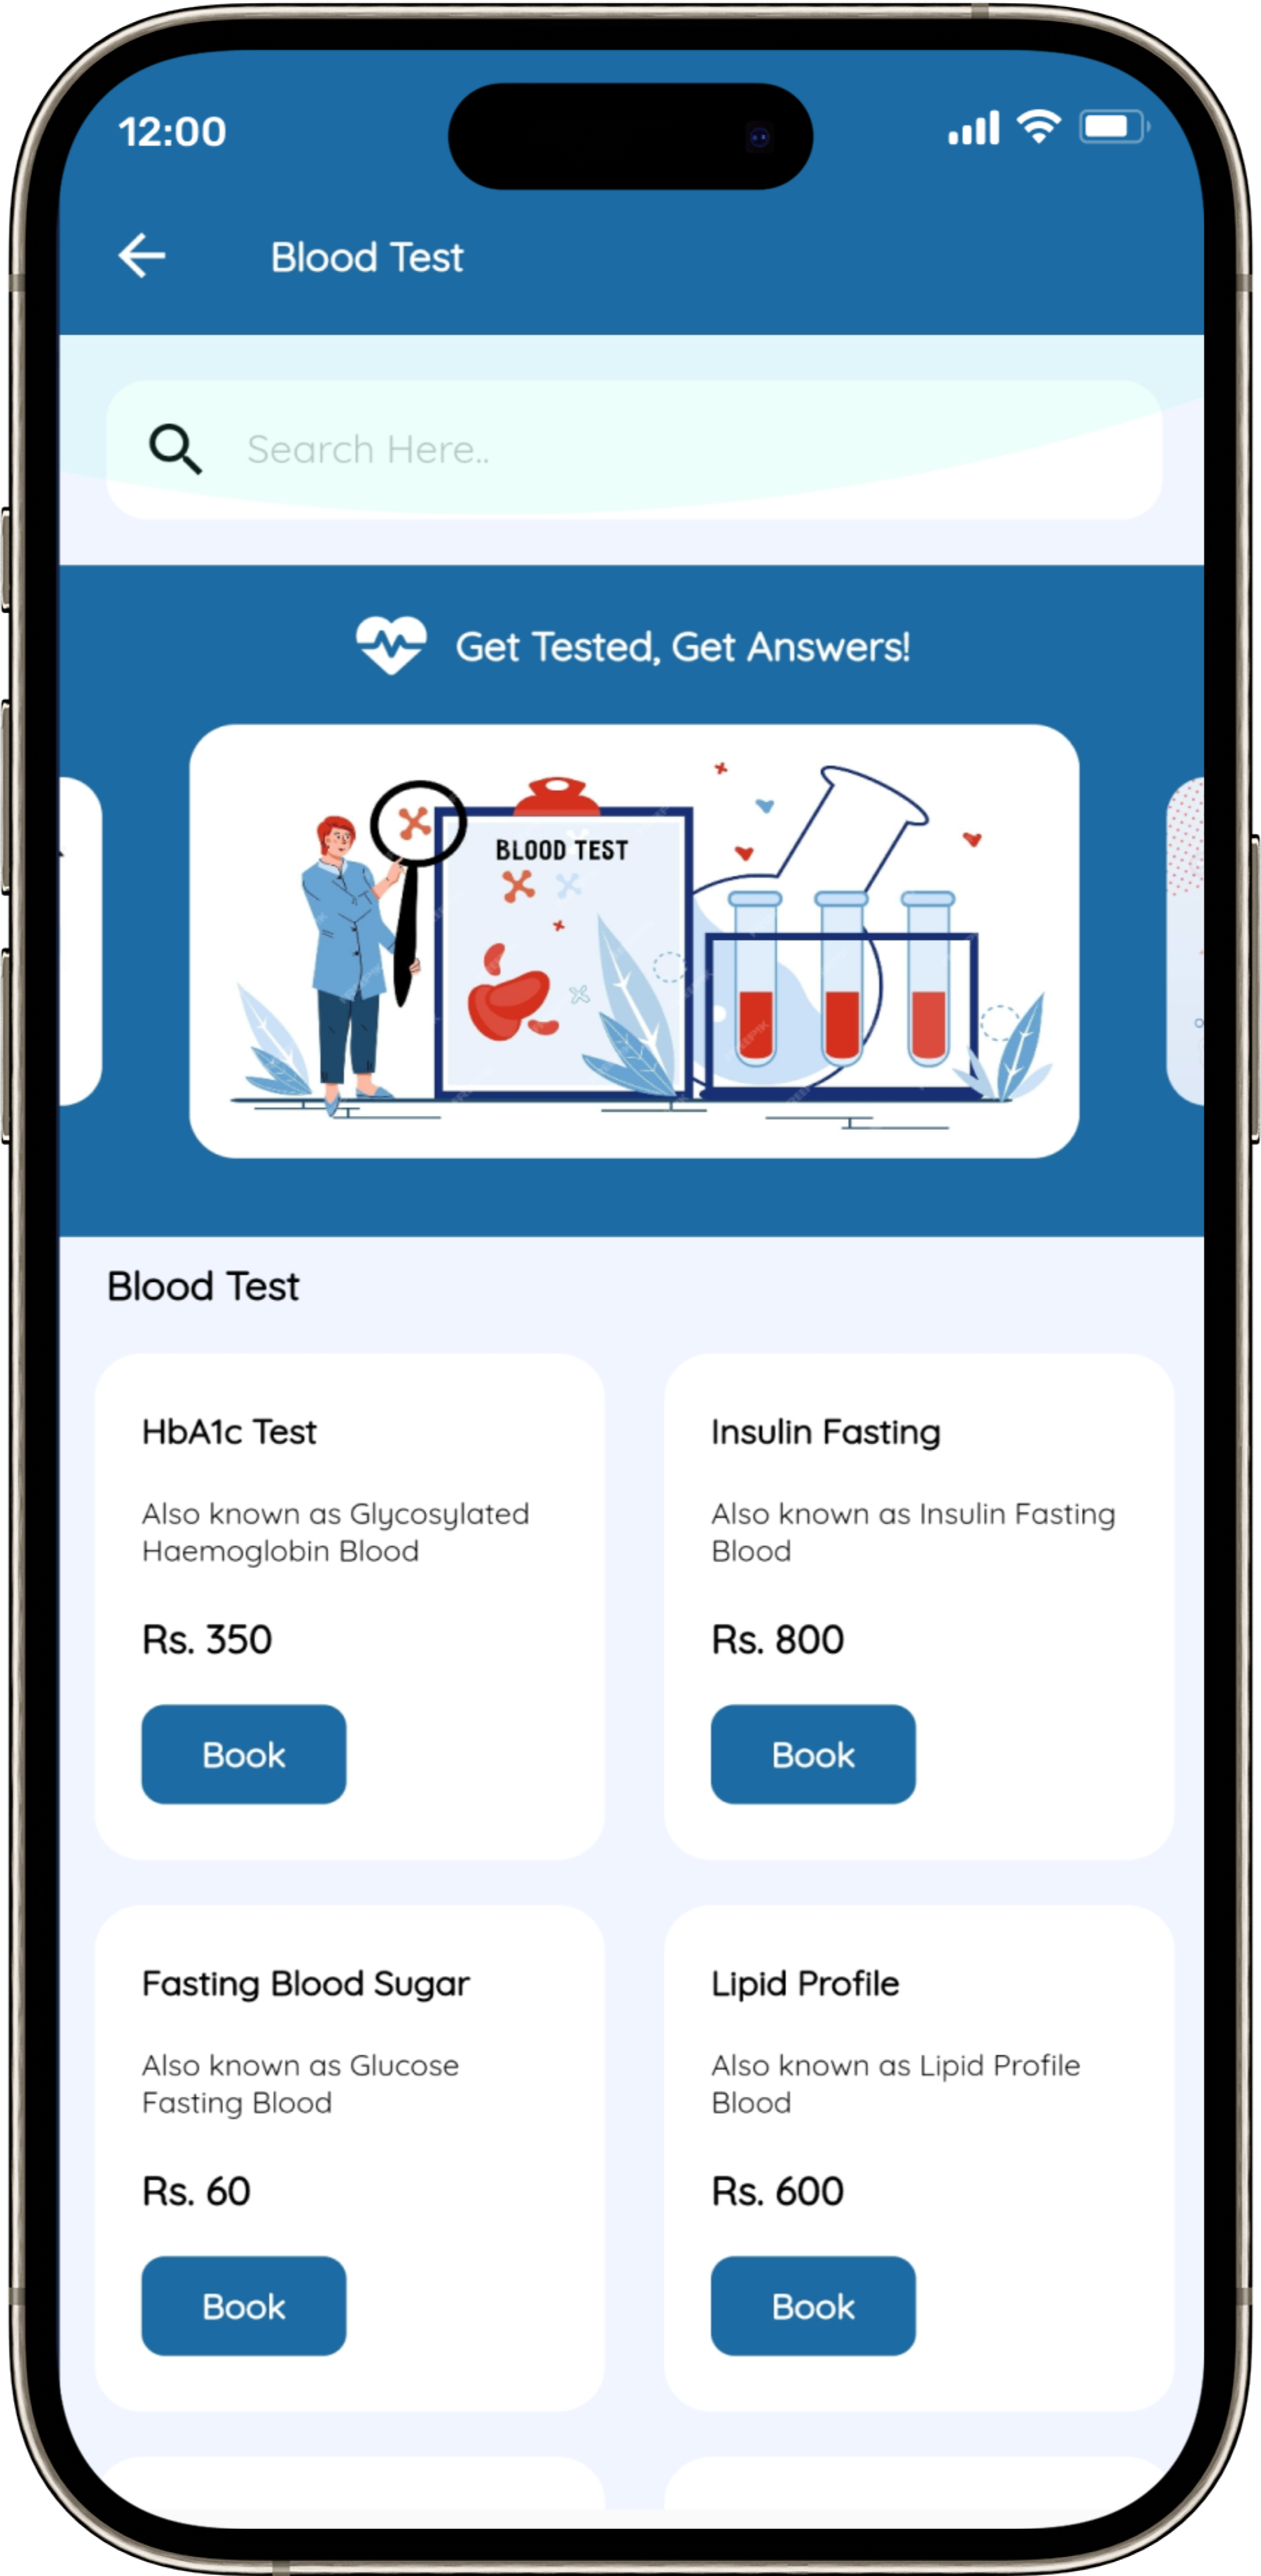 12:00
Blood Test
Search Here..
Get Tested, Get Answers!
BLOOD TEST
Blood Test
HbA1c Test
Also known as Glycosylated
Haemoglobin Blood
Rs. 350
Book
Insulin Fasting
Also known as Insulin Fasting
Blood
Rs. 800
Book
Fasting Blood Sugar
Also known as Glucose
Fasting Blood
Rs. 60
Book
Lipid Profile
Also known as Lipid Profile
Blood
Rs. 600
Book